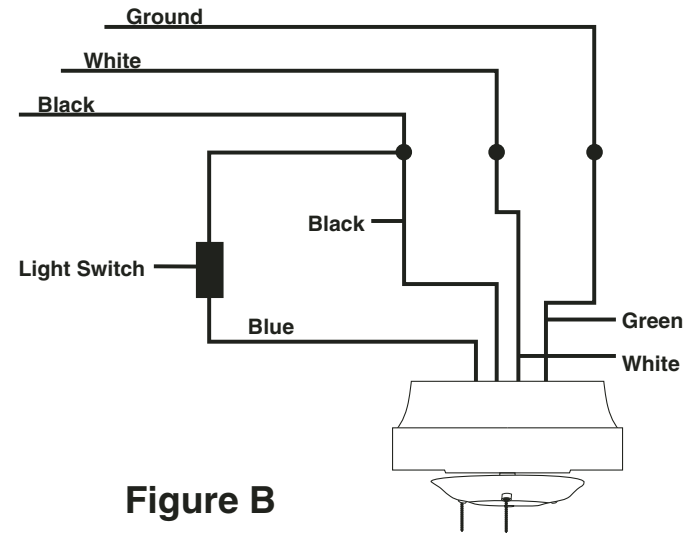 Ground
White
Black
Black
Light Switch
Blue
Green
White
Figure B